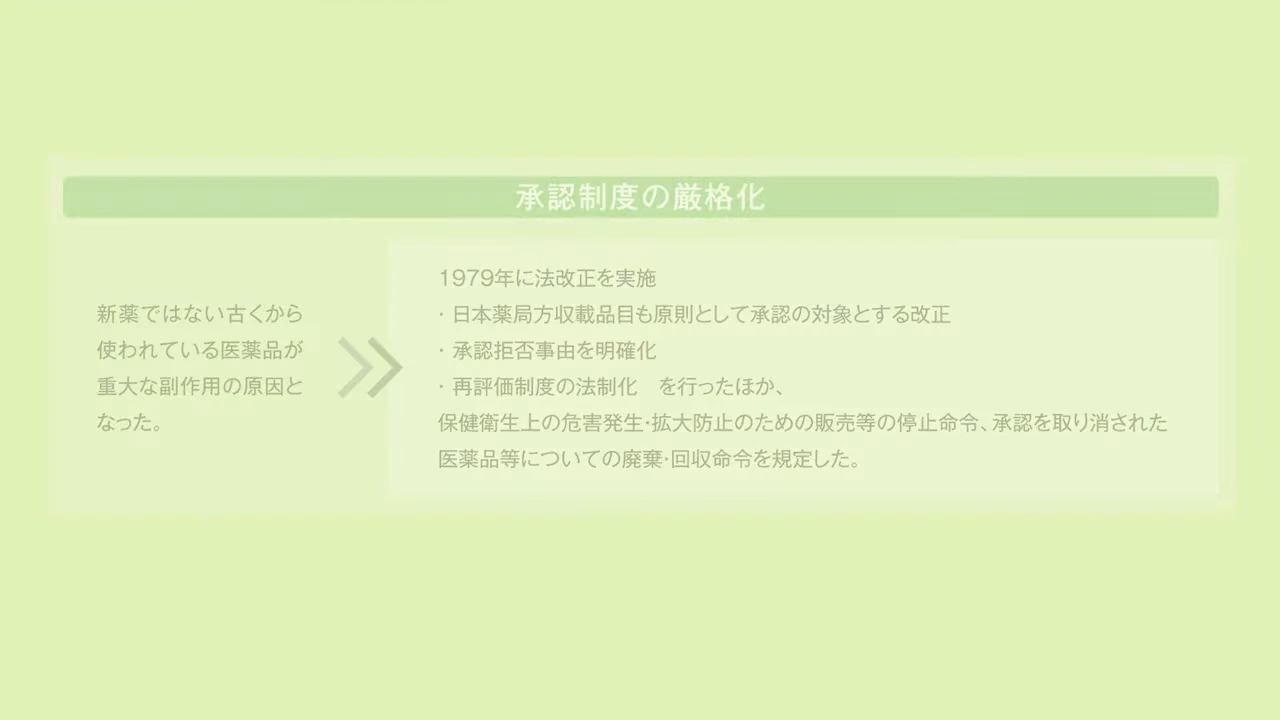 承認制度の厳格化
新薬ではない古くから
使われている医薬品が
重大な副作用の原因と
なった。
1979年に法改正を実施
・日本薬局方収載品目も原則として承認の対象とする改正
・承認拒否事由を明確化
・再評価制度の法制化　を行ったほか、
保健衛生上の危害発生・拡大防止のための販売等の停止命令、承認を取り消された
医薬品等についての廃棄・回収命令を規定した。